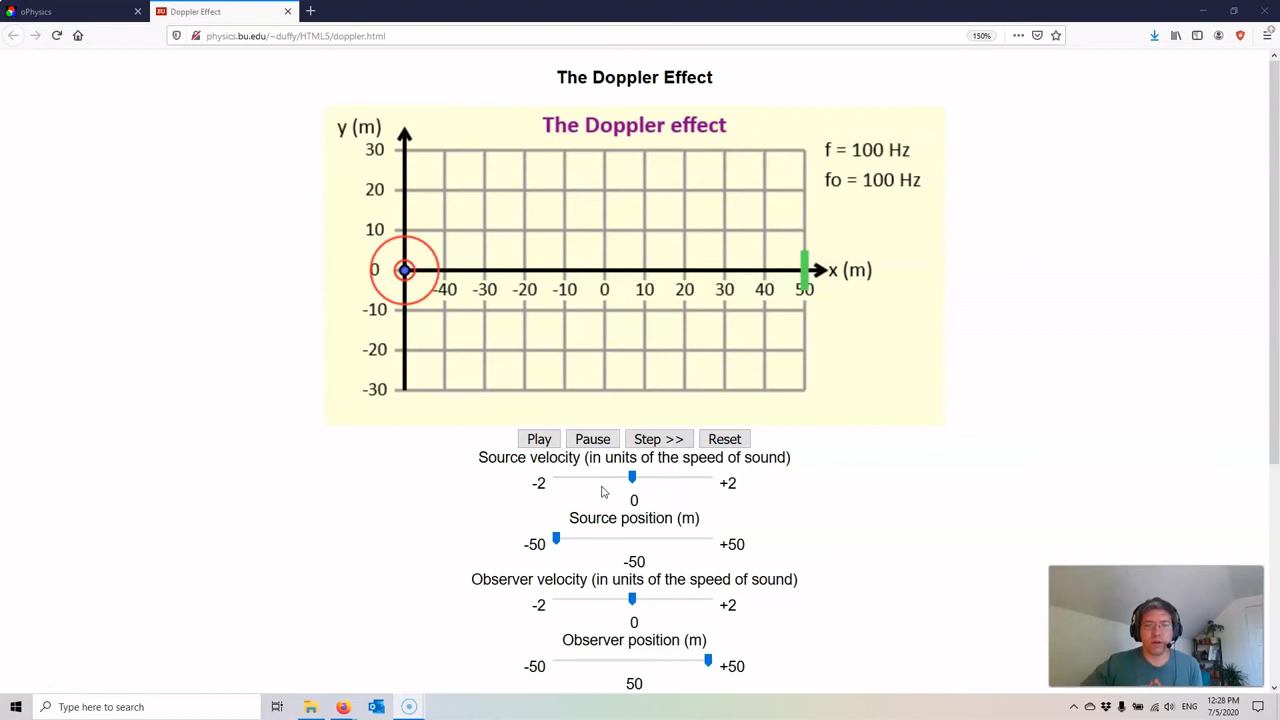 oPhysics
Doppler Effect
physics.bu.edu/~duffy/HTML5/doppler.html
150%
The Doppler Effect
The Doppler effect
y (m)
30
20
10
0
-10
-20
-30
-40 -30 -20 -10 0 10 20 30 40 50
x (m)
f = 100 Hz
fo = 100 Hz
Play Pause Step >> Reset
Source velocity (in units of the speed of sound)
-2 +2
0
Source position (m)
-50 +50
-50
Observer velocity (in units of the speed of sound)
-2 +2
0
Observer position (m)
-50 +50
50
Type here to search
12:28 PM
7/5/2020